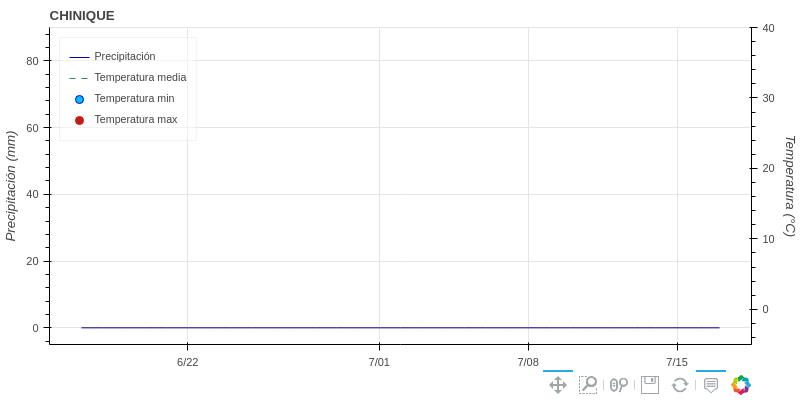 CHINIQUE
Precipitación
Temperatura media
Temperatura min
Temperatura max
Precipitación (mm)
80
60
40
20
0
40
30
20
10
0
Temperatura (°C)
6/22
7/01
7/08
7/15